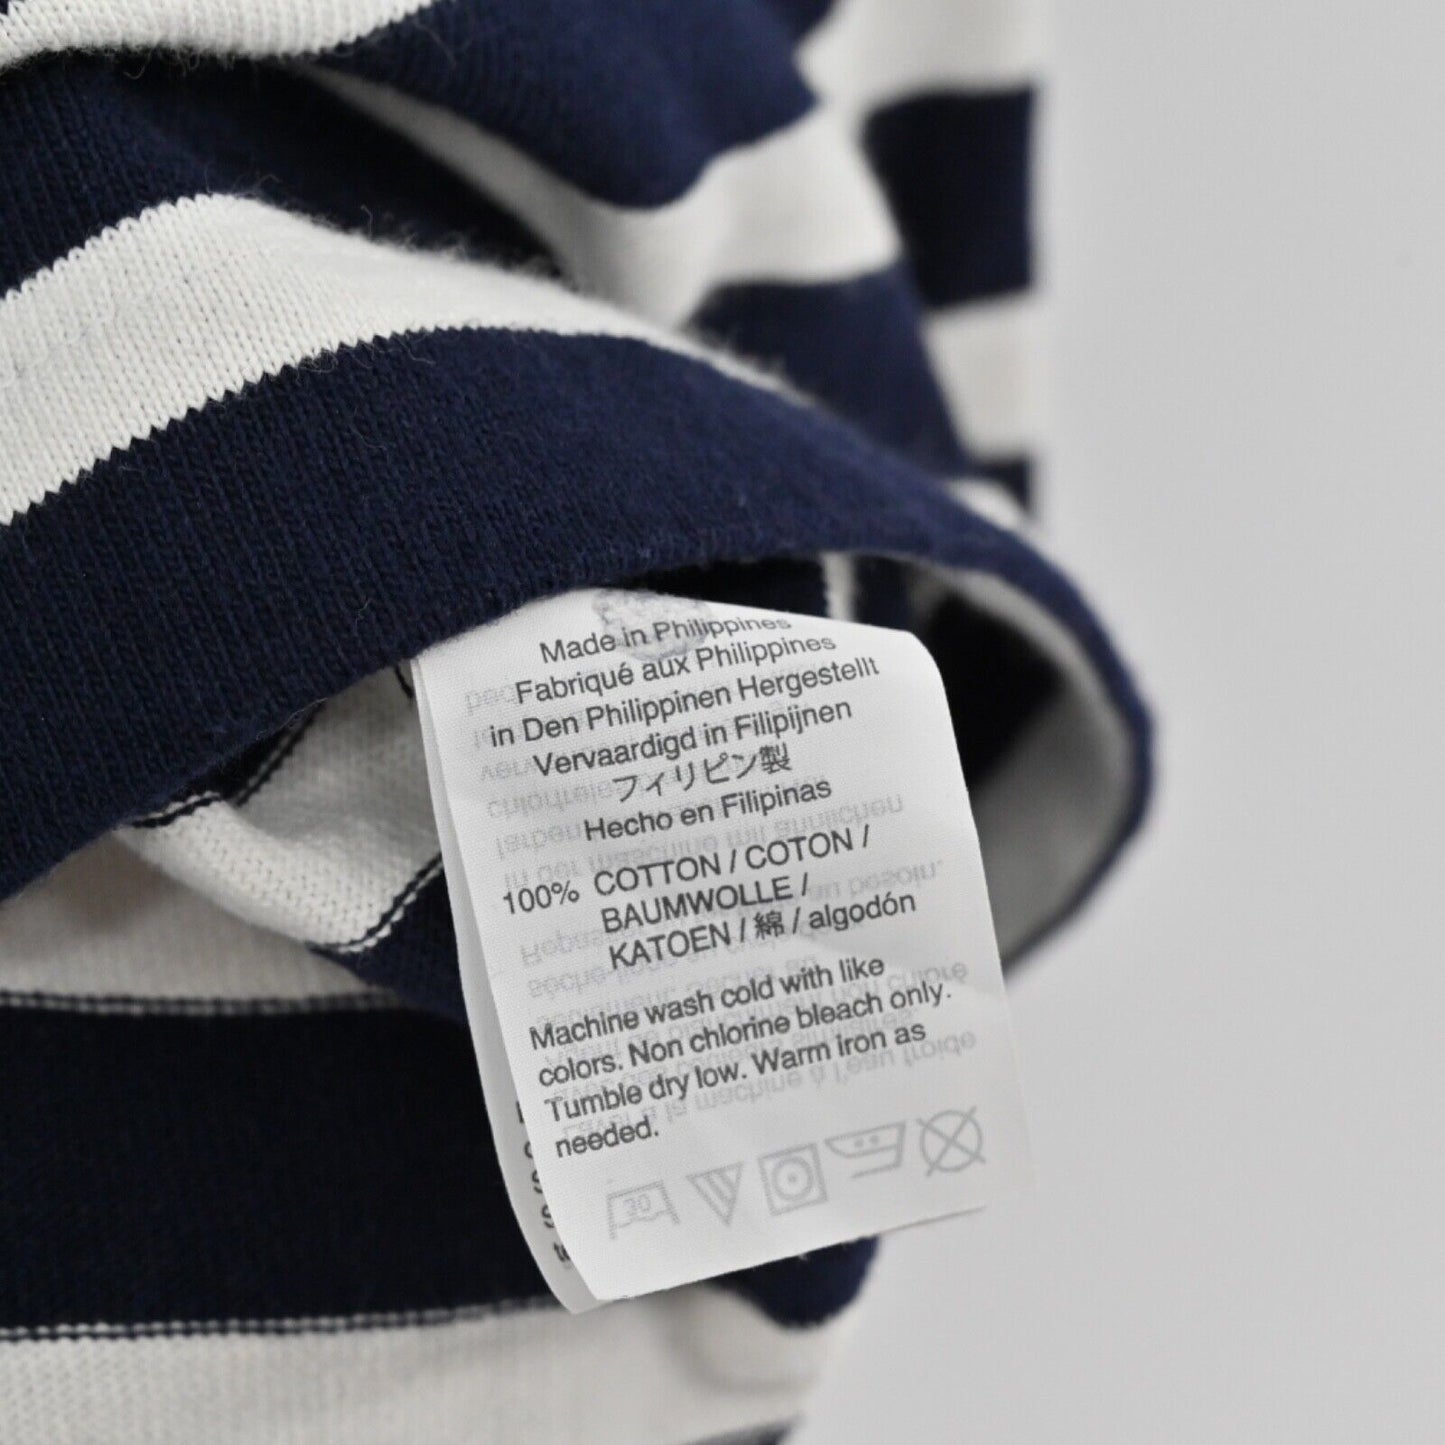 Made in Philippines
Fabriqué aux Philippines
in Den Philippinen Hergestellt
Vervaardigd in Filipijnen
フィリピン製
Hecho en Filipinas
100% COTTON / COTON /
BAUMWOLLE /
KATOEN / 綿 / algodón
Machine wash cold with like
colors. Non chlorine bleach only.
Tumble dry low. Warm iron as
needed.
30